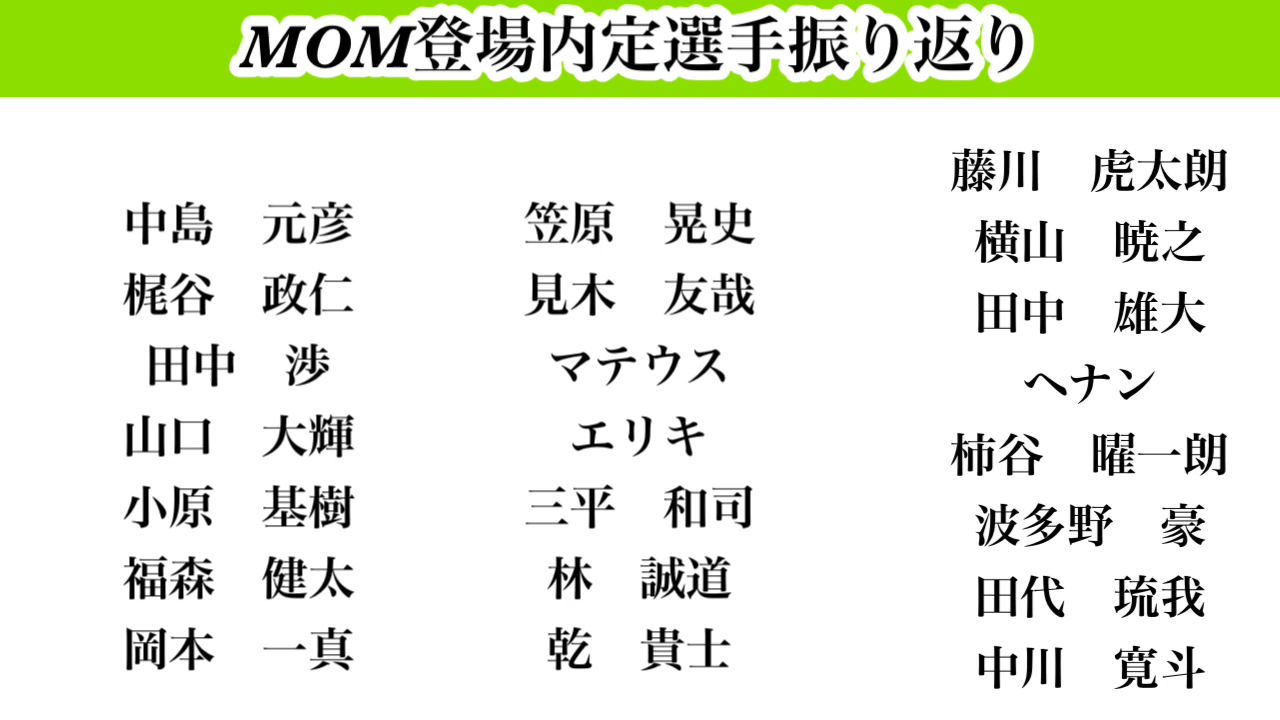 MOM登場内定選手振り返り
中島　元彦
梶谷　政仁
田中　渉
山口　大輝
小原　基樹
福森　健太
岡本　一真
笠原　晃史
見木　友哉
マテウス
エリキ
三平　和司
林　誠道
乾　貴士
藤川　虎太朗
横山　暁之
田中　雄大
ヘナン
柿谷　曜一朗
波多野　豪
田代　琉我
中川　寛斗